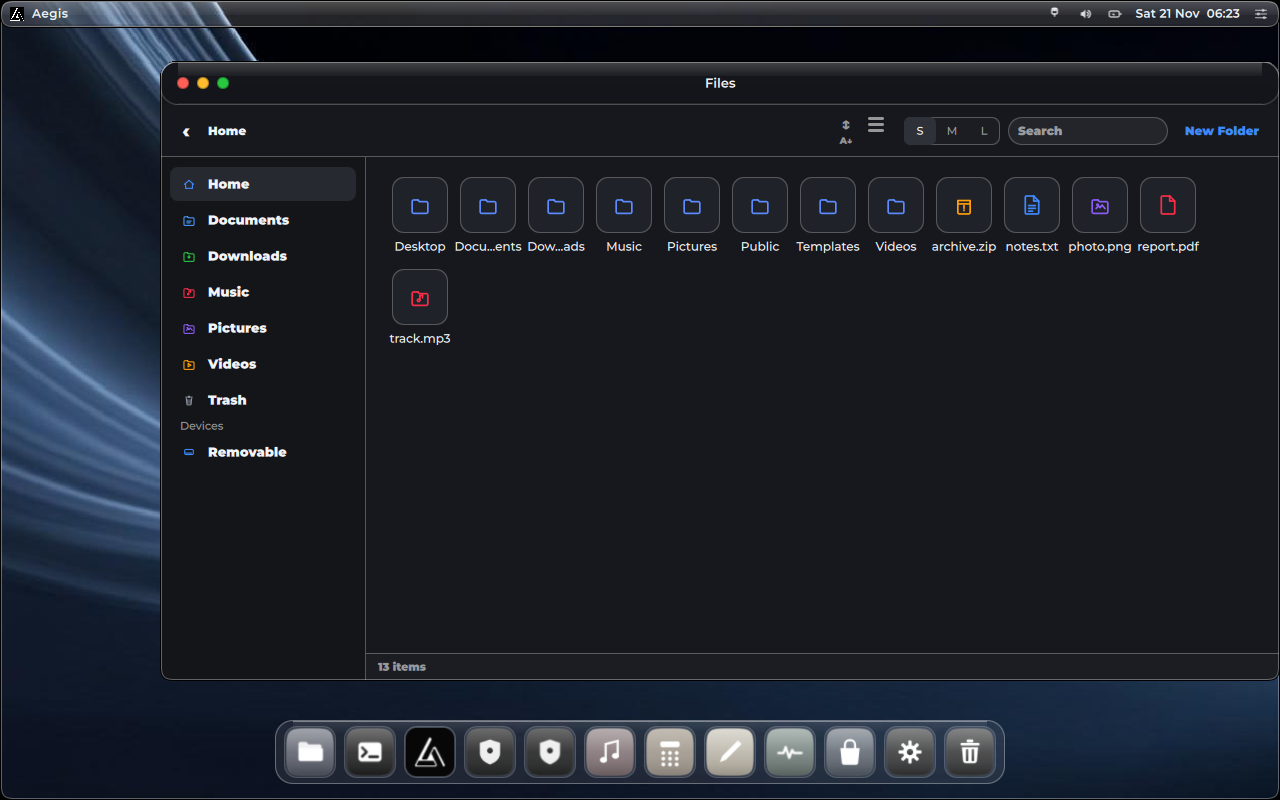 Aegis
Sat 21 Nov 06:23
Files
Home
A
S M L
Search
New Folder
Home
Documents
Downloads
Music
Pictures
Videos
Trash
Devices
Removable
Desktop Docu...ents Dow...ads Music Pictures Public Templates Videos archive.zip notes.txt photo.png report.pdf
track.mp3
13 items